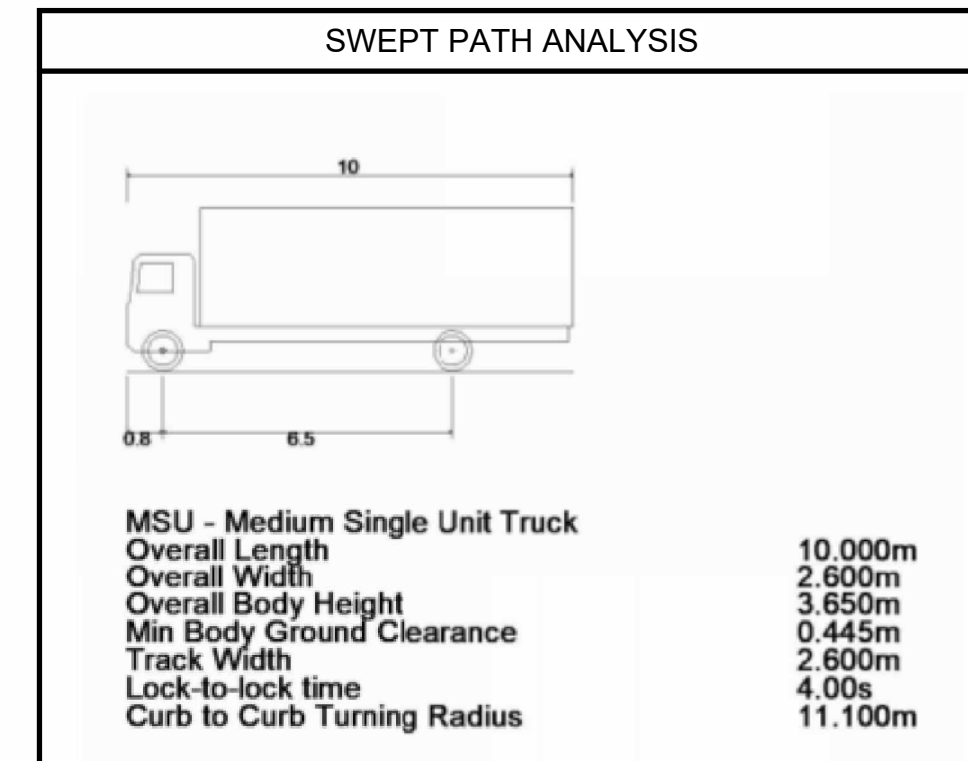 SWEPT PATH ANALYSIS
10
0.8
6.5
MSU - Medium Single Unit Truck
Overall Length 10.000m
Overall Width 2.600m
Overall Body Height 3.650m
Min Body Ground Clearance 0.445m
Track Width 2.600m
Lock-to-lock time 4.00s
Curb to Curb Turning Radius 11.100m